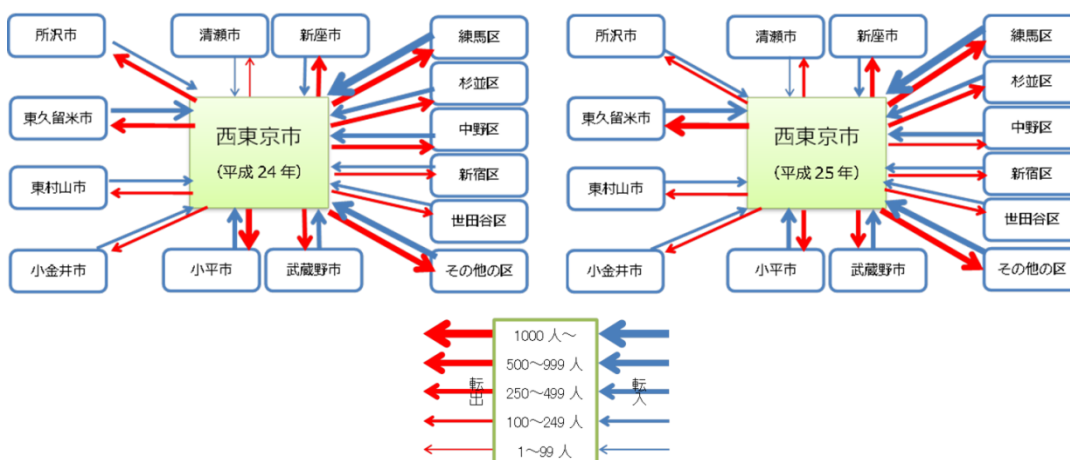 所沢市
清瀬市
新座市
練馬区
杉並区
東久留米市
中野区
西東京市
（平成24年）
新宿区
東村山市
世田谷区
小金井市
小平市
武蔵野市
その他の区
所沢市
清瀬市
新座市
練馬区
杉並区
東久留米市
中野区
西東京市
（平成25年）
新宿区
東村山市
世田谷区
小金井市
小平市
武蔵野市
その他の区
1000人～
500～999人
250～499人
100～249人
1～99人
転出
転入